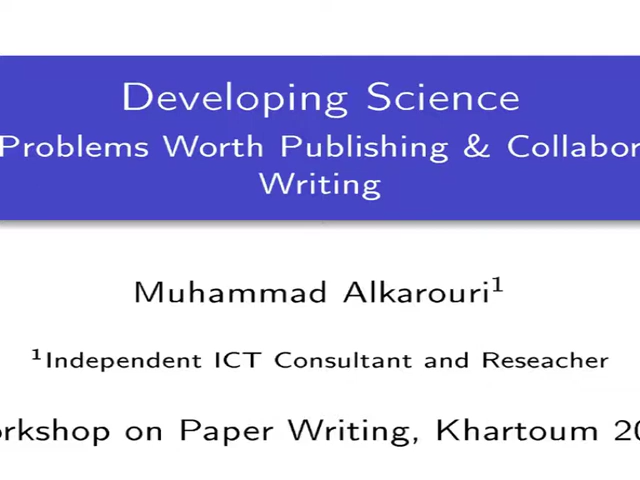 Developing Science
Problems Worth Publishing & Collabor
Writing
Muhammad Alkarouri¹
¹Independent ICT Consultant and Reseacher
orkshop on Paper Writing, Khartoum 20